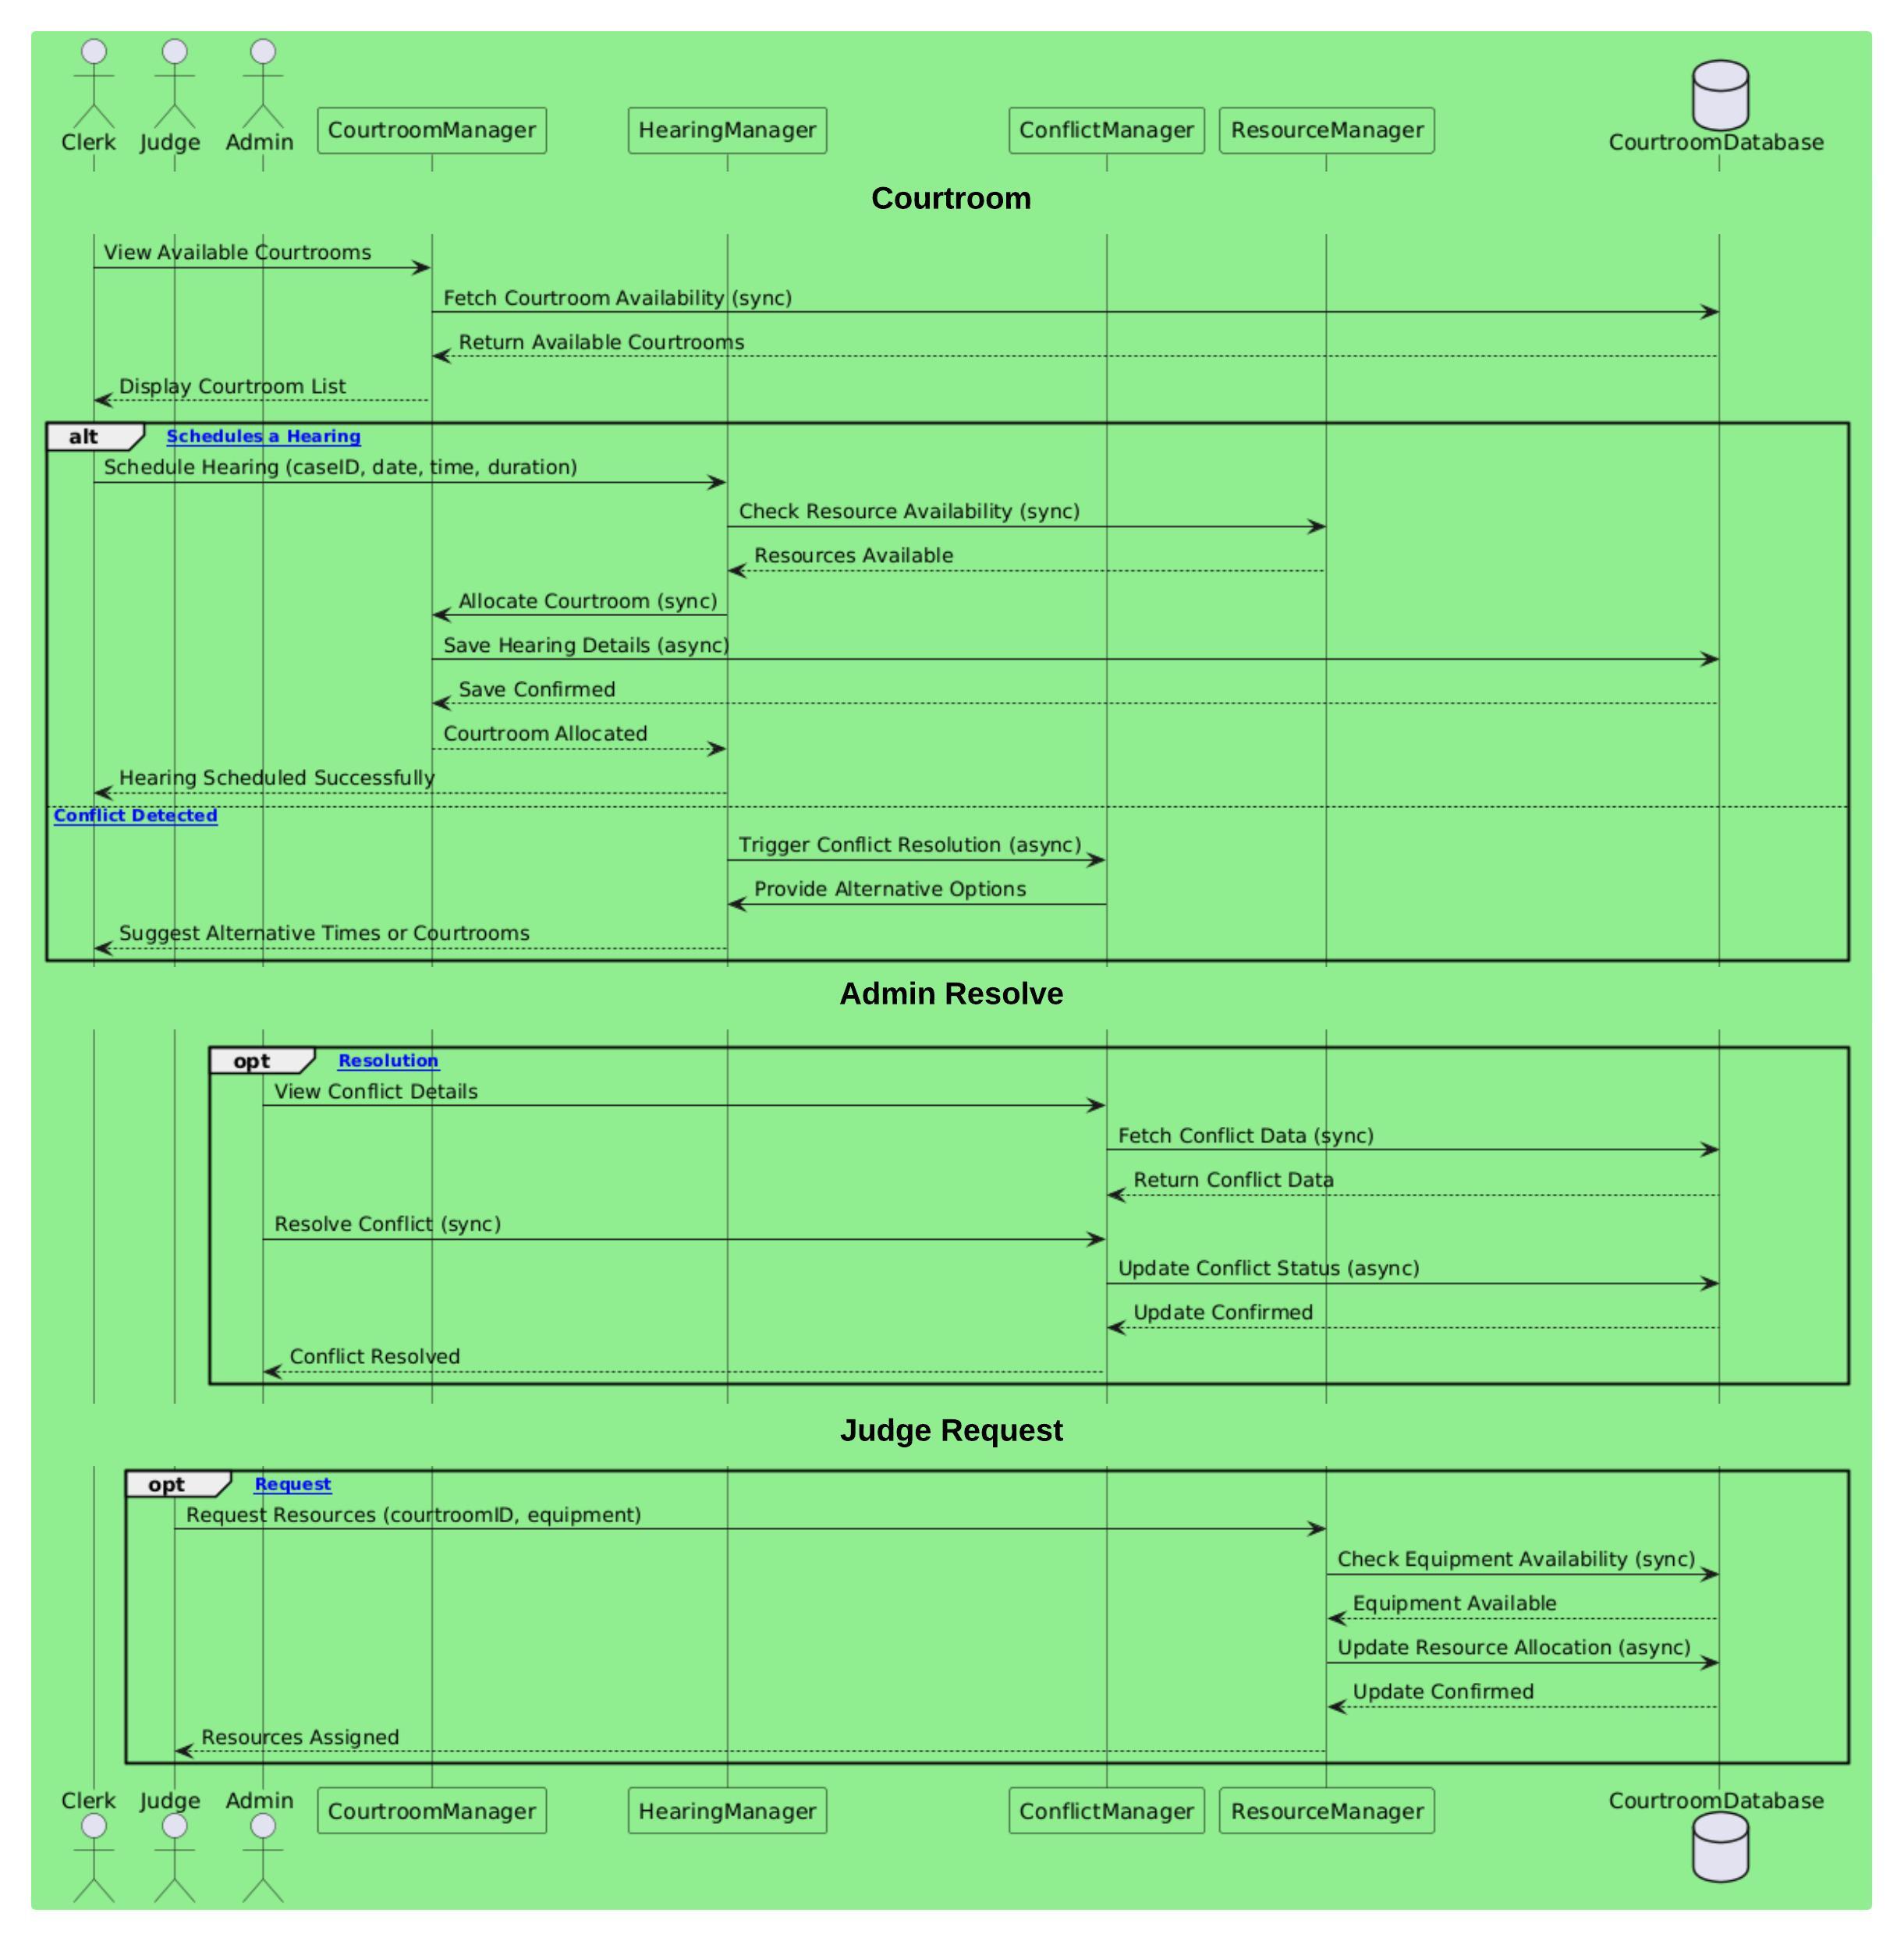 Clerk
Judge
Admin
CourtroomManager
HearingManager
ConflictManager
ResourceManager
CourtroomDatabase
Courtroom
View Available Courtrooms
Fetch Courtroom Availability (sync)
Return Available Courtrooms
Display Courtroom List
alt
Schedules a Hearing
Schedule Hearing (caseID, date, time, duration)
Check Resource Availability (sync)
Resources Available
Allocate Courtroom (sync)
Save Hearing Details (async)
Save Confirmed
Courtroom Allocated
Hearing Scheduled Successfully
Conflict Detected
Trigger Conflict Resolution (async)
Provide Alternative Options
Suggest Alternative Times or Courtrooms
Admin Resolve
opt
Resolution
View Conflict Details
Fetch Conflict Data (sync)
Return Conflict Data
Resolve Conflict (sync)
Update Conflict Status (async)
Update Confirmed
Conflict Resolved
Judge Request
opt
Request
Request Resources (courtroomID, equipment)
Check Equipment Availability (sync)
Equipment Available
Update Resource Allocation (async)
Update Confirmed
Resources Assigned
Clerk
Judge
Admin
CourtroomManager
HearingManager
ConflictManager
ResourceManager
CourtroomDatabase